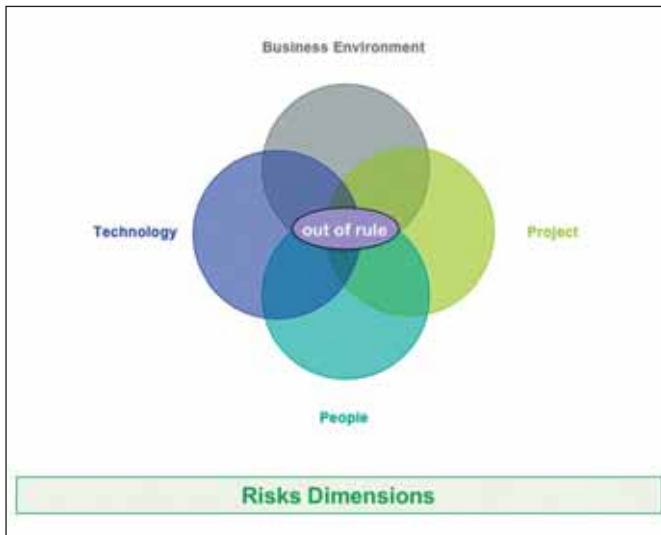 Business Environment
Technology
out of rule
Project
People
Risks Dimensions